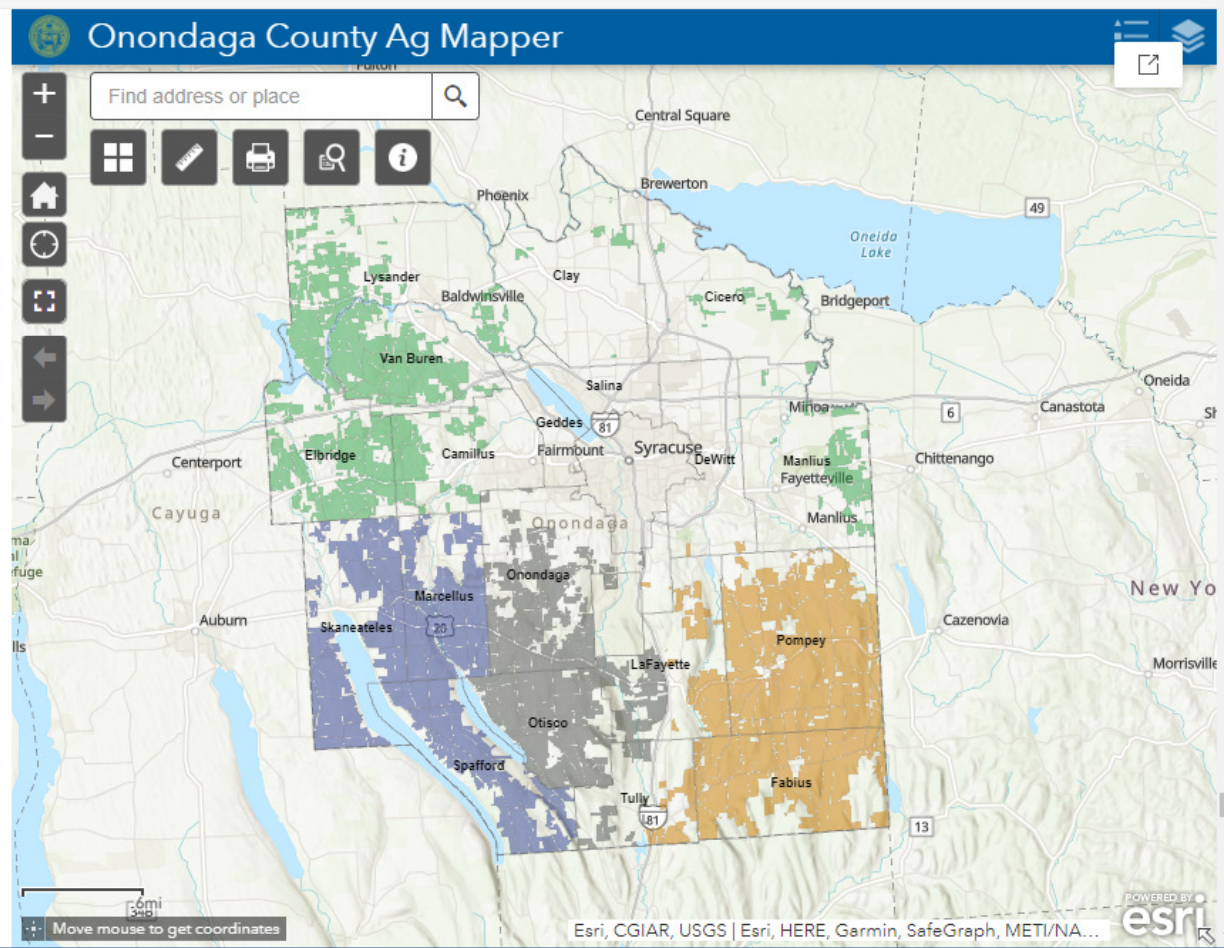 Onondaga County Ag Mapper
Fulton
Find address or place
Central Square
Brewerton
Phoenix
49
Oneida
Lake
Lysander
Clay
Baldwinsville
Cicero
Bridgeport
Van Buren
Salina
Oneida
Minoa
6
Canastota
Geddes
81
Elbridge
Camillus
Fairmount
Syracuse
DeWitt
Manlius
Chittenango
Centerport
Fayetteville
Cayuga
Onondaga
Manlius
Onondaga
Marcellus
New Yo
Auburn
Skaneateles
20
Cazenovia
Pompey
LaFayette
Morrisville
Otisco
Spafford
Fabius
Tully
81
13
6mi
Move mouse to get coordinates
Esri, CGIAR, USGS | Esri, HERE, Garmin, SafeGraph, METI/NA...
POWERED BY
esri